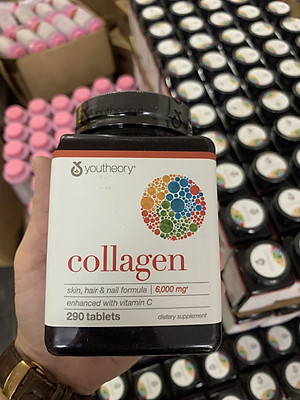 youtheory®
collagen
skin, hair & nail formula | 6,000 mg
enhanced with vitamin C
290 tablets
dietary supplement